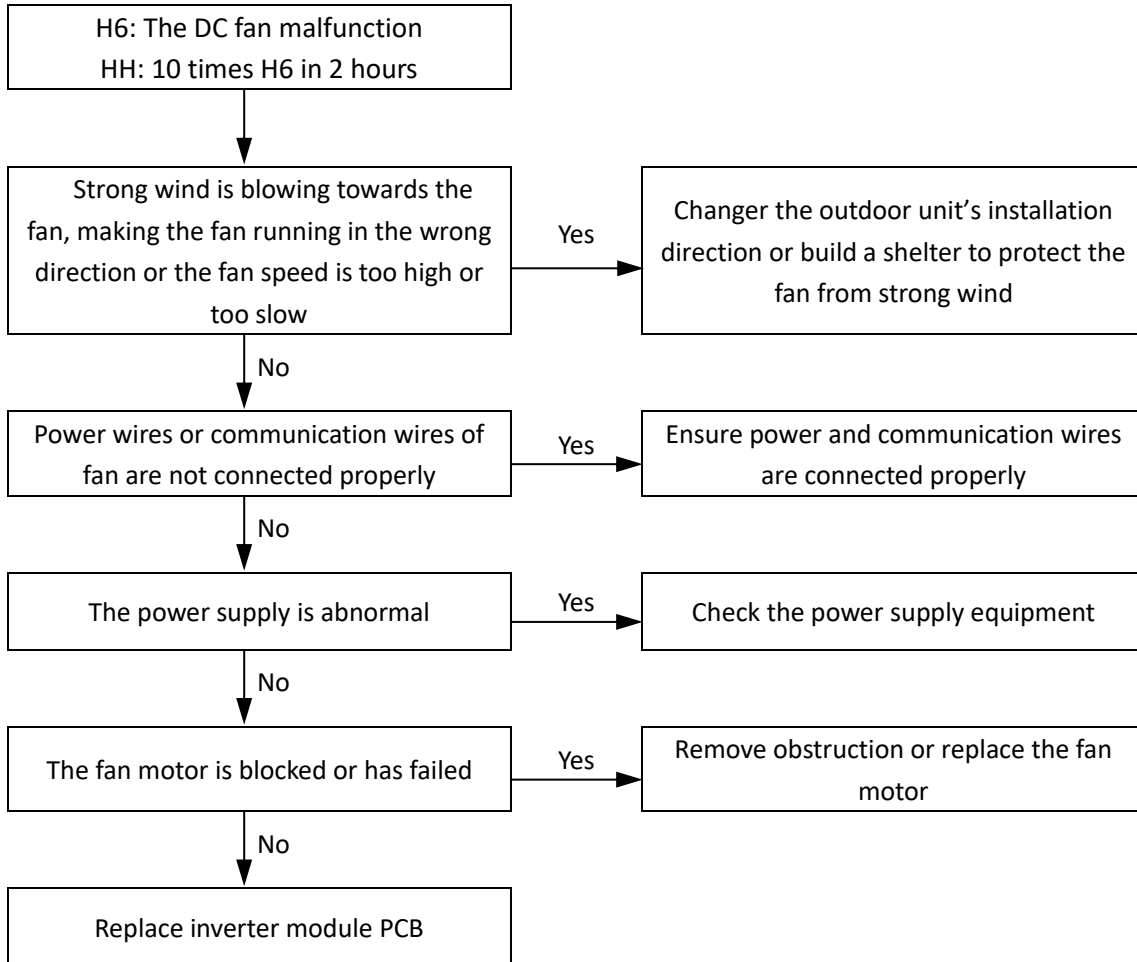 H6: The DC fan malfunction
HH: 10 times H6 in 2 hours
Strong wind is blowing towards the
fan, making the fan running in the wrong
direction or the fan speed is too high or
too slow
Yes
Changer the outdoor unit’s installation
direction or build a shelter to protect the
fan from strong wind
No
Power wires or communication wires of
fan are not connected properly
Yes
Ensure power and communication wires
are connected properly
No
The power supply is abnormal
Yes
Check the power supply equipment
No
The fan motor is blocked or has failed
Yes
Remove obstruction or replace the fan
motor
No
Replace inverter module PCB